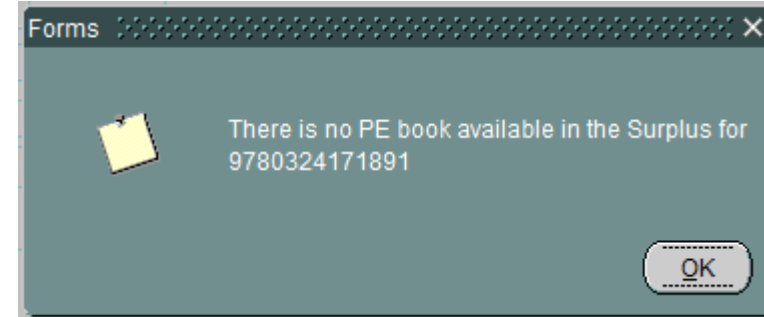 Forms
There is no PE book available in the Surplus for
9780324171891
OK